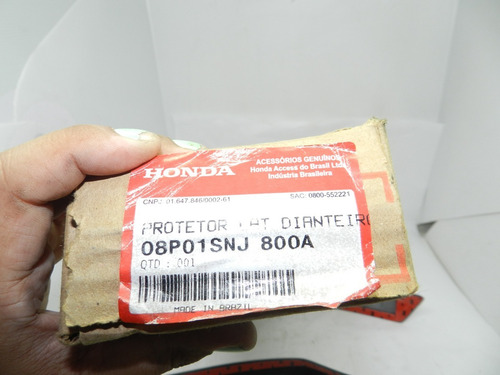 HONDA
ACESSÓRIOS GENUÍNOS
Honda Access do Brasil Ltda.
Indústria Brasileira
CNPJ: 01.647.846/0002-61
SAC: 0800-552221
PROTETOR LAT DIANTEIRO
08P01SNJ 800A
QTD : 001
MADE IN BRAZIL